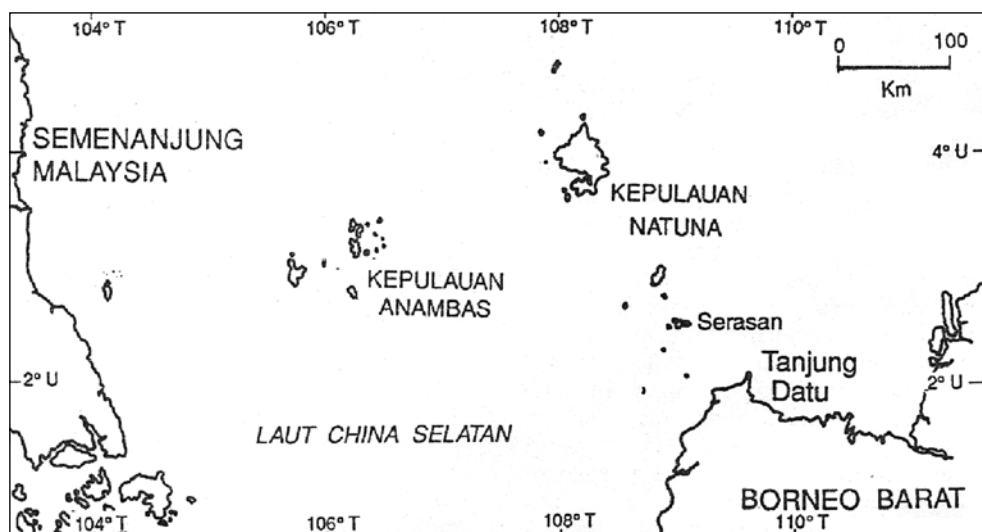 104° T
106° T
108° T
110° T
0 100
Km
SEMENANJUNG
MALAYSIA
4° U
4° U
KEPULAUAN
NATUNA
KEPULAUAN
ANAMBAS
Serasan
2° U
Tanjung
Datu
2° U
LAUT CHINA SELATAN
BORNEO BARAT
104° T
106° T
108° T
110° T